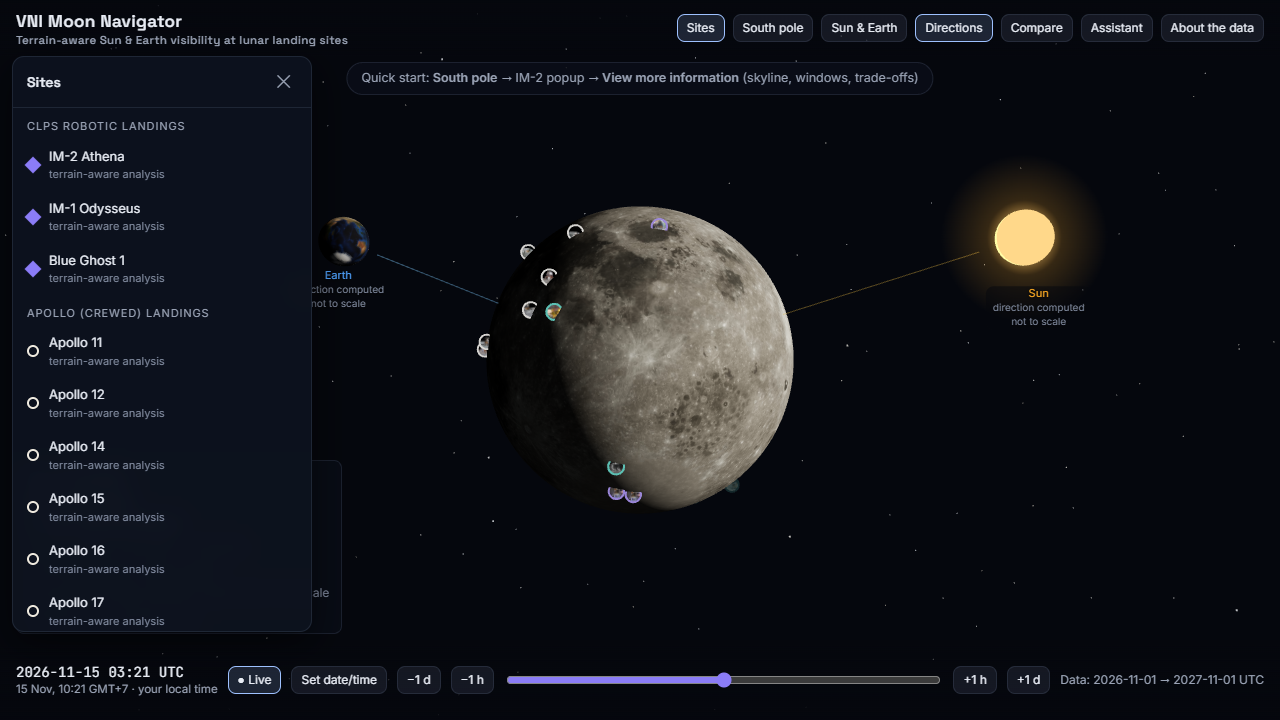 VNI Moon Navigator
Terrain-aware Sun & Earth visibility at lunar landing sites
Sites
South pole
Sun & Earth
Directions
Compare
Assistant
About the data
Quick start: South pole → IM-2 popup → View more information (skyline, windows, trade-offs)
Sites
CLPS ROBOTIC LANDINGS
IM-2 Athena
terrain-aware analysis
IM-1 Odysseus
terrain-aware analysis
Blue Ghost 1
terrain-aware analysis
APOLLO (CREWED) LANDINGS
Apollo 11
terrain-aware analysis
Apollo 12
terrain-aware analysis
Apollo 14
terrain-aware analysis
Apollo 15
terrain-aware analysis
Apollo 16
terrain-aware analysis
Apollo 17
terrain-aware analysis
Earth
computed
not to scale
Sun
direction computed
not to scale
2026-11-15 03:21 UTC
15 Nov, 10:21 GMT+7 · your local time
● Live
Set date/time
−1 d
−1 h
+1 h
+1 d
Data: 2026-11-01 → 2027-11-01 UTC